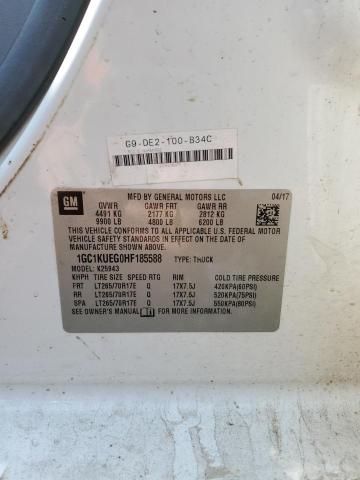 G9-DE2-100-B34C
GM
MFD BY GENERAL MOTORS LLC 04/17
GVWR GAWR FRT GAWR RR
4491 KG 2177 KG 2812 KG
9900 LB 4800 LB 6200 LB
THIS VEHICLE CONFORMS TO ALL APPLICABLE U.S. FEDERAL MOTOR
VEHICLE SAFETY STANDARDS IN EFFECT ON THE DATE OF
MANUFACTURE SHOWN ABOVE.
1GC1KUEG0HF185588 TYPE: TRUCK
MODEL: K25943
KHPH TIRE SIZE SPEED RTG RIM COLD TIRE PRESSURE
FRT LT265/70R17E Q 17X7.5J 420KPA(60PSI)
RR LT265/70R17E Q 17X7.5J 520KPA(75PSI)
SPA LT265/70R17E Q 17X7.5J 550KPA(80PSI)
SEE OWNER'S MANUAL FOR MORE INFORMATION.